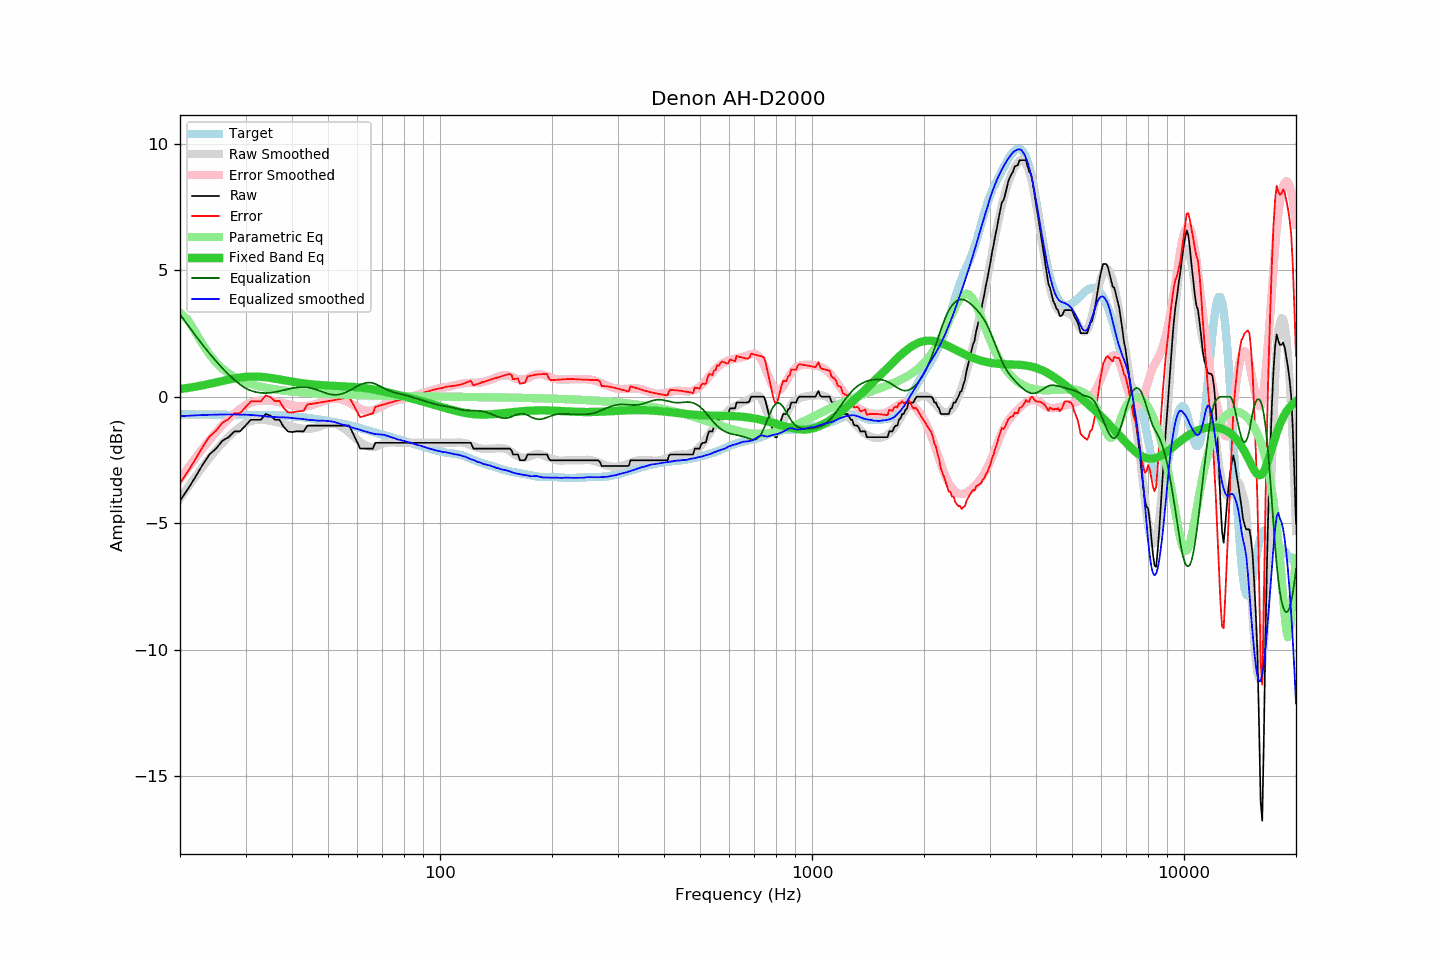 Denon AH-D2000
Target
Raw Smoothed
Error Smoothed
Raw
Error
Parametric Eq
Fixed Band Eq
Equalization
Equalized smoothed
10
5
0
−5
−10
−15
Amplitude (dBr)
100
1000
10000
Frequency (Hz)